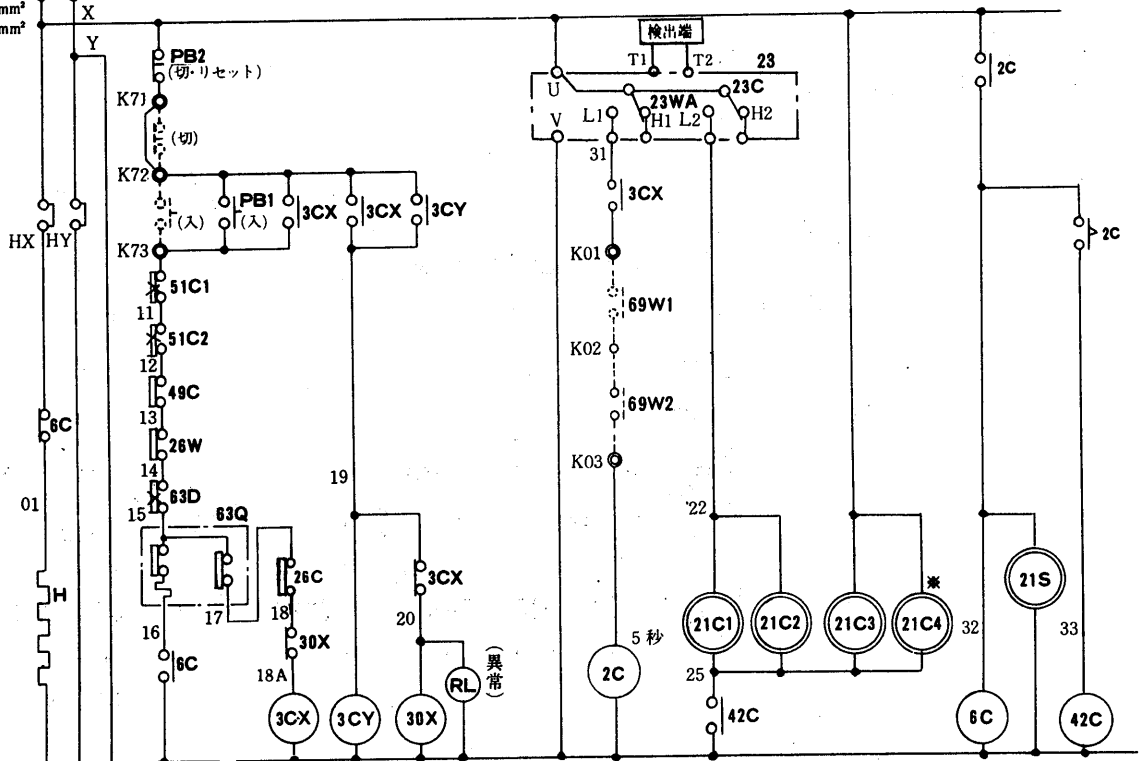 mm²
mm²
X
Y
HX
HY
6C
01
H
PB2
(切・リセット)
K71
(切)
K72
(入)
PB1
(入)
3CX
3CX
3CY
K73
51C1
11
51C2
12
49C
13
26W
14
63D
15
63Q
16
17
6C
26C
18
30X
18A
3CX
19
3CY
3CX
20
30X
RL
(異常)
検出端
T1
T2
23
U
V
23WA
23C
L1
H1
L2
H2
31
3CX
K01
69W1
K02
69W2
K03
5秒
2C
22
21C1
21C2
21C3
※
21C4
25
42C
2C
2C
21S
32
33
6C
42C